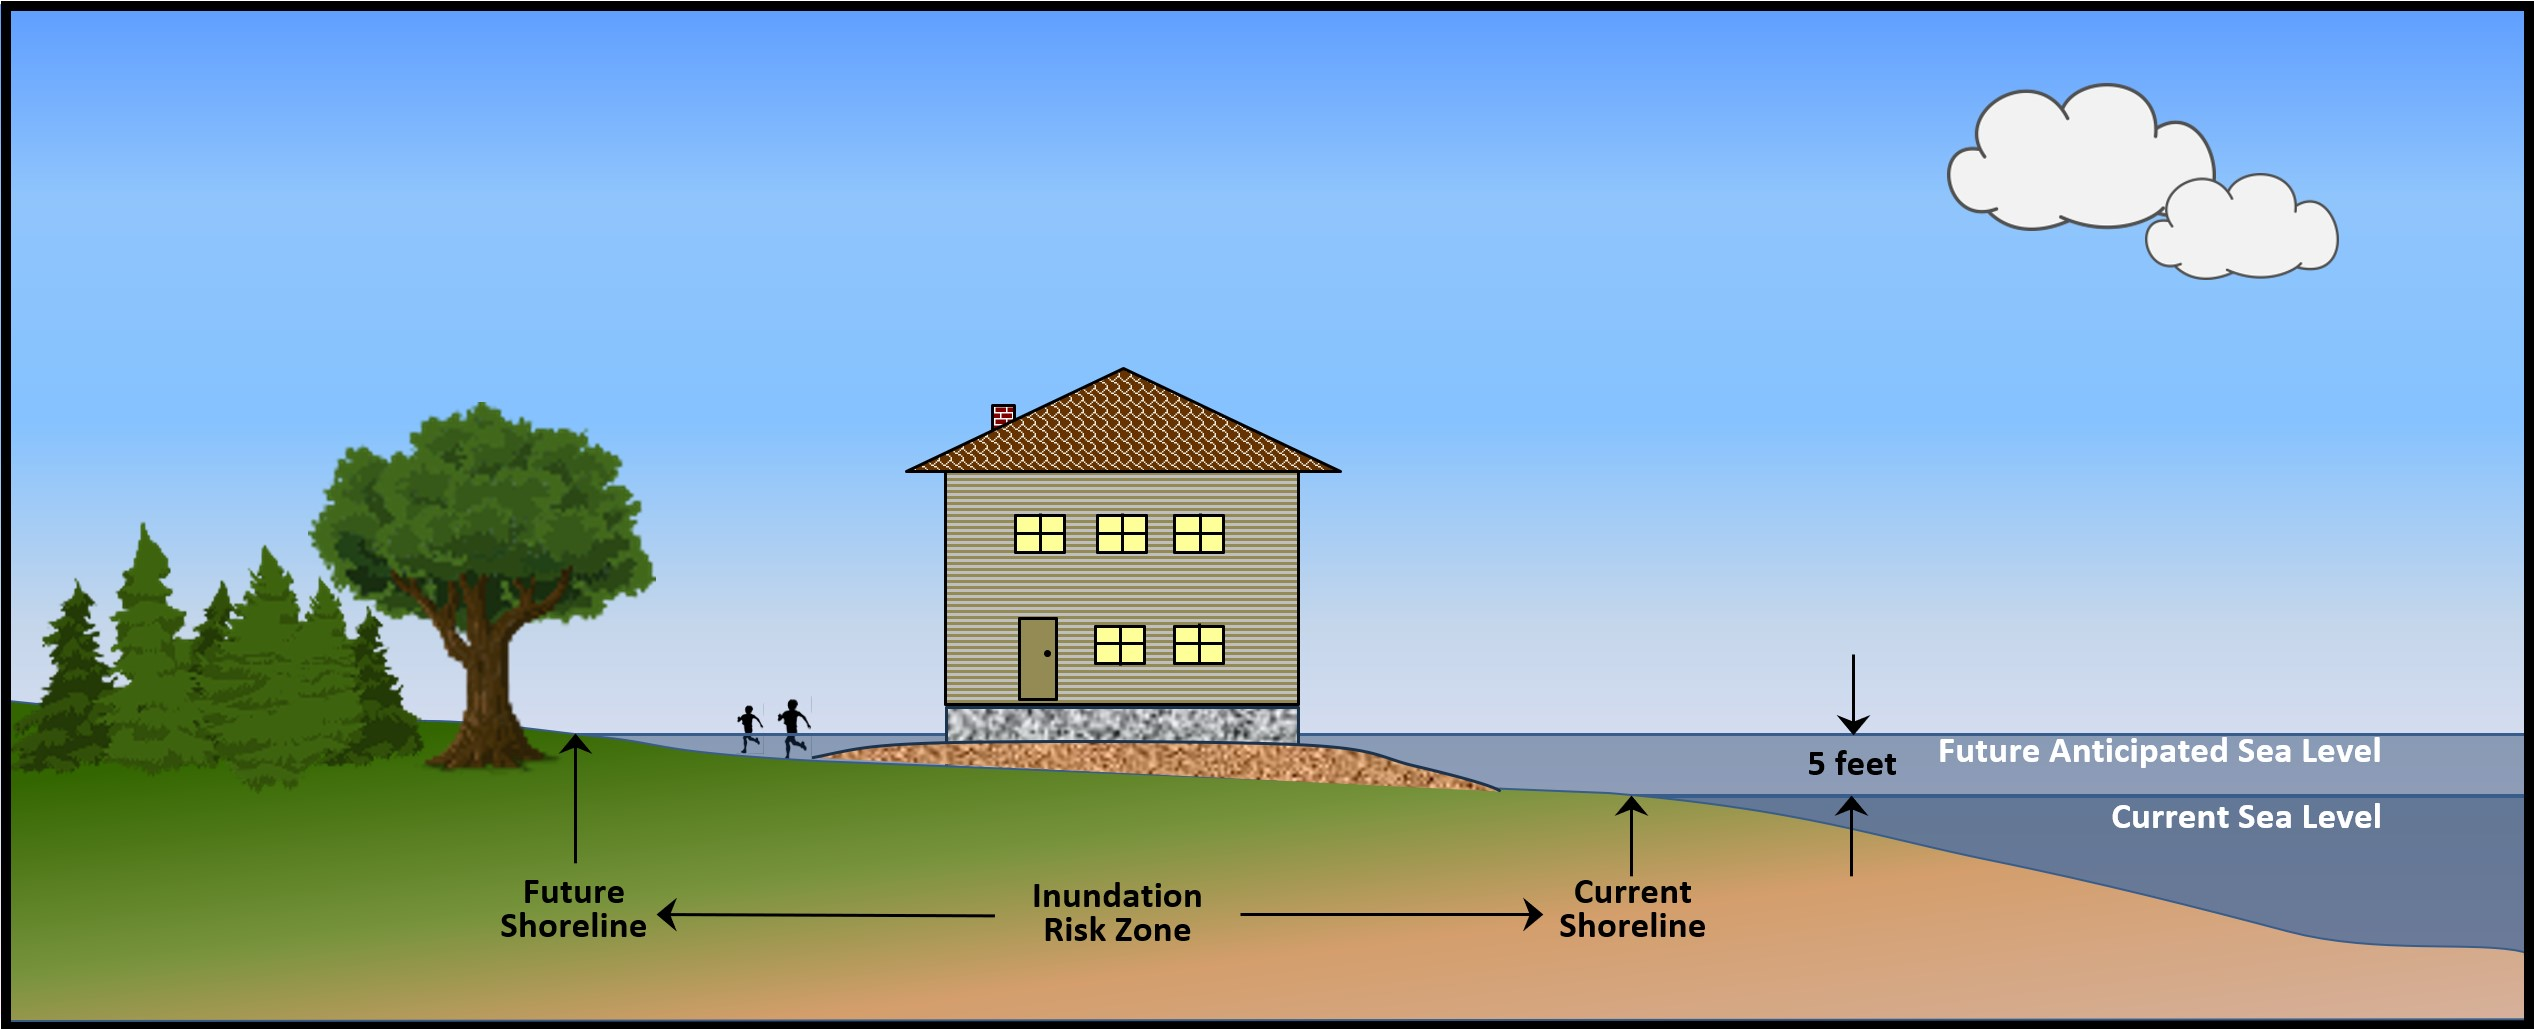 5 feet
Future Anticipated Sea Level
Current Sea Level
Future
Shoreline
Inundation
Risk Zone
Current
Shoreline